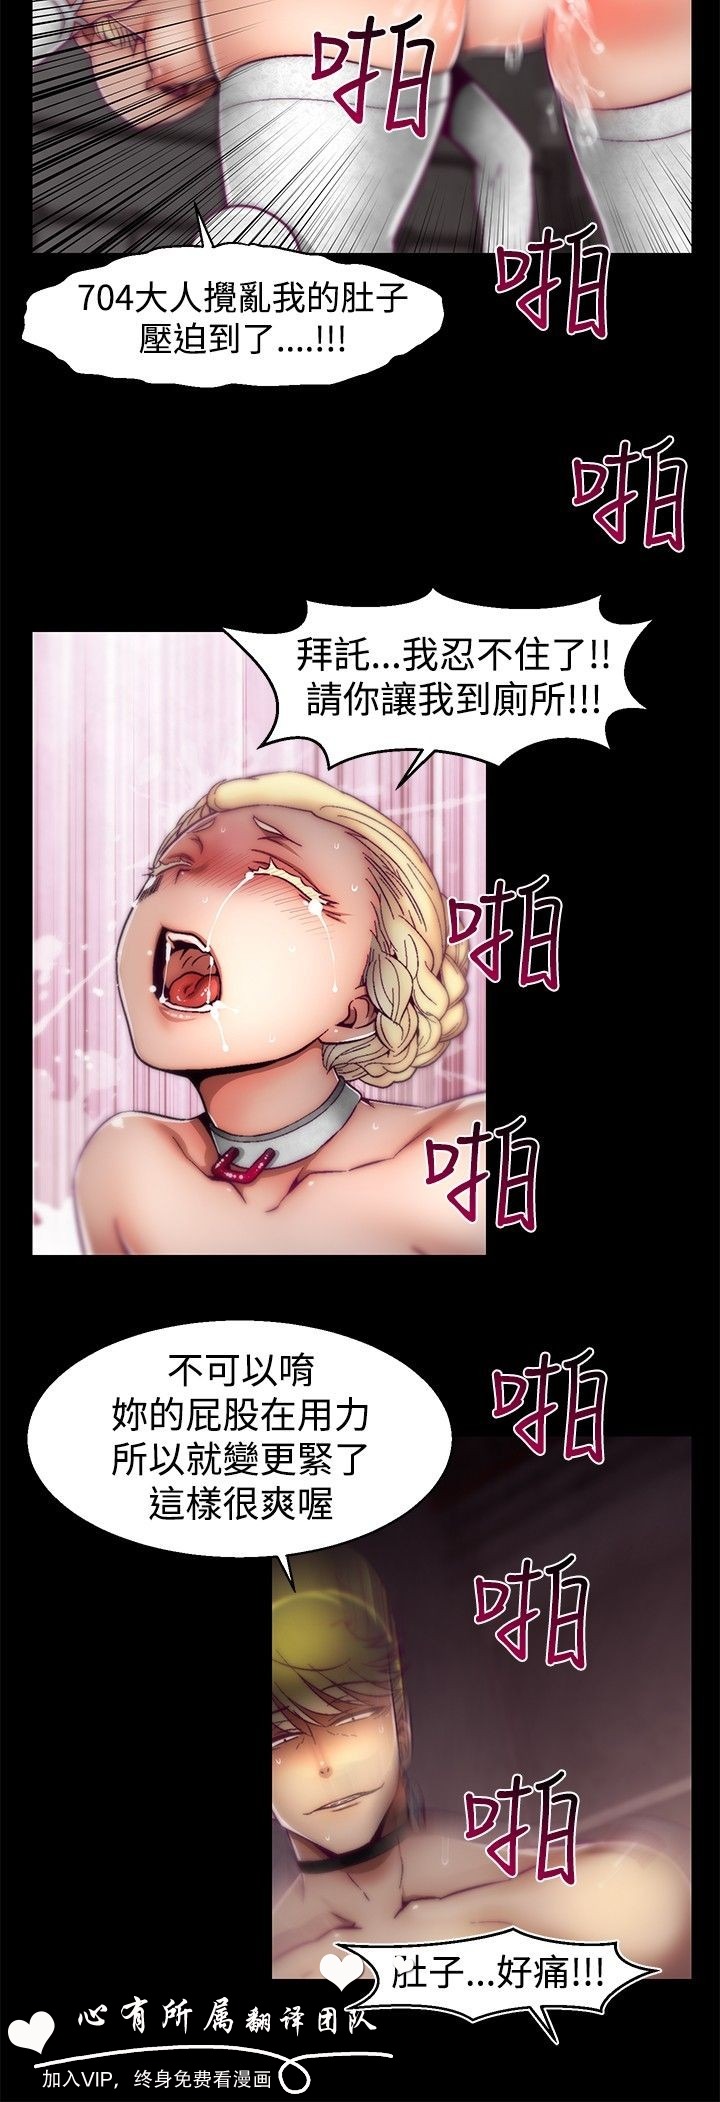 啪
啪
704大人攪亂我的肚子
壓迫到了....!!!
啪
拜託...我忍不住了!!
請你讓我到廁所!!!
啪
啪
不可以唷
妳的屁股在用力
所以就變更緊了
這樣很爽喔
啪
啪
啪
肚子...好痛!!!
心有所属翻译团队
加入VIP，终身免费看漫画